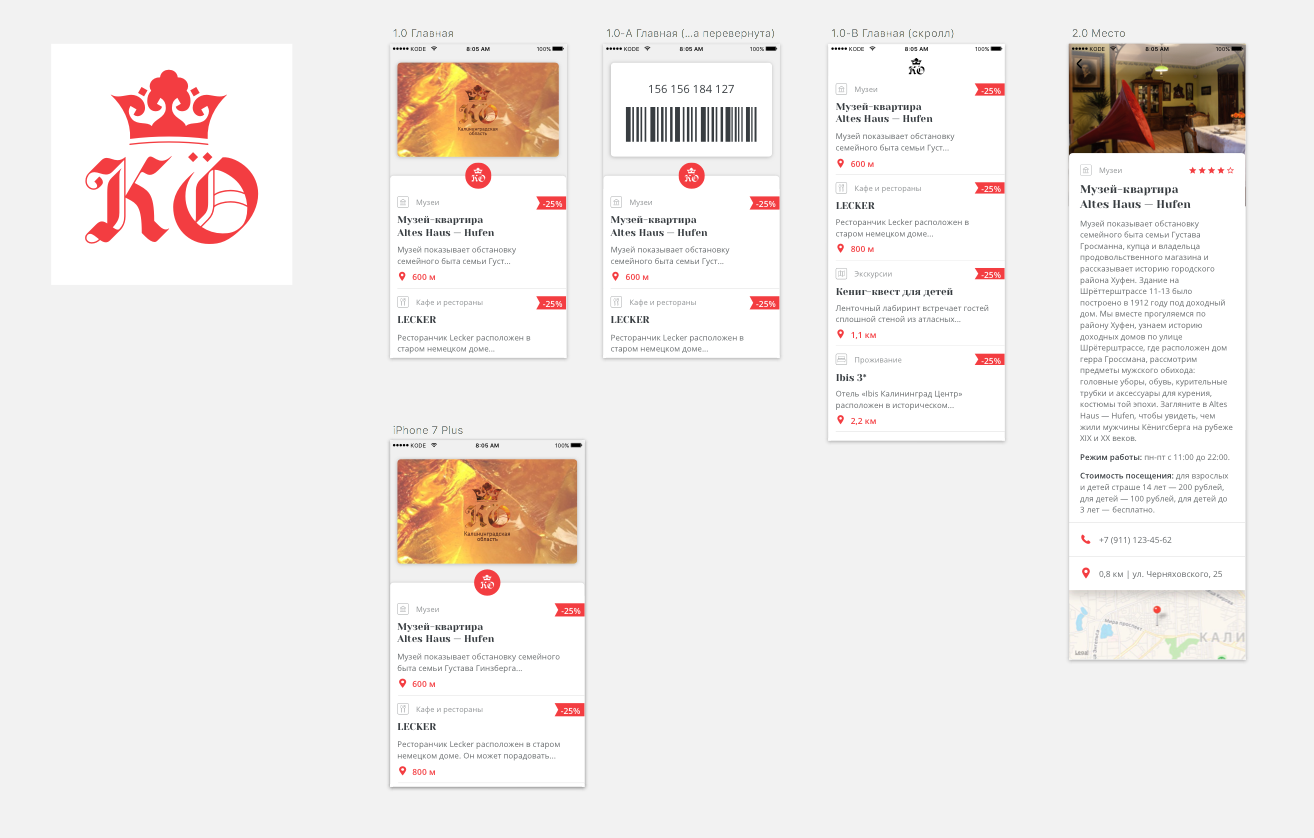 KÖ
1.0 Главная
●●●●● KODE 8:05 AM 100%
KÖ
Калининградская
область
KÖ
Музеи -25%
Музей-квартира
Altes Haus — Hufen
Музей показывает обстановку
семейного быта семьи Густ...
600 м
Кафе и рестораны -25%
LECKER
Ресторанчик Lecker расположен в
старом немецком доме...
1.0-A Главная (...а перевернута)
●●●●● KODE 8:05 AM 100%
156 156 184 127
KÖ
Музеи -25%
Музей-квартира
Altes Haus — Hufen
Музей показывает обстановку
семейного быта семьи Густ...
600 м
Кафе и рестораны -25%
LECKER
Ресторанчик Lecker расположен в
старом немецком доме...
1.0-B Главная (скролл)
●●●●● KODE 8:05 AM 100%
KÖ
Музеи -25%
Музей-квартира
Altes Haus — Hufen
Музей показывает обстановку
семейного быта семьи Густ...
600 м
Кафе и рестораны -25%
LECKER
Ресторанчик Lecker расположен в
старом немецком доме...
800 м
Экскурсии -25%
Кениг-квест для детей
Ленточный лабиринт встречает гостей
сплошной стеной из атласных...
1,1 км
Проживание -25%
Ibis 3*
Отель «Ibis Калининград Центр»
расположен в историческом...
2,2 км
2.0 Место
●●●●● KODE 8:05 AM 100%
Музеи
Музей-квартира
Altes Haus — Hufen
Музей показывает обстановку
семейного быта семьи Густава
Гросманна, купца и владельца
продовольственного магазина и
рассказывает историю городского
района Хуфен. Здание на
Шрёттерштрассе 11-13 было
построено в 1912 году под доходный
дом. Мы вместе прогуляемся по
району Хуфен, узнаем историю
доходных домов по улице
Шрётерштрассе, где расположен дом
герра Гроссмана, рассмотрим
предметы мужского обихода:
головные уборы, обувь, курительные
трубки и аксессуары для курения,
костюмы той эпохи. Загляните в Altes
Haus — Hufen, чтобы увидеть, чем
жили мужчины Кёнигсберга на рубеже
XIX и XX веков.
Режим работы: пн-пт с 11:00 до 22:00.
Стоимость посещения: для взрослых
и детей страше 14 лет — 200 рублей,
для детей — 100 рублей, для детей до
3 лет — бесплатно.
+7 (911) 123-45-62
0,8 км | ул. Черняховского, 25
Мира проспект
КАЛИ
Legal
iPhone 7 Plus
●●●●● KODE 8:05 AM 100%
KÖ
Калининградская
область
KÖ
Музеи -25%
Музей-квартира
Altes Haus — Hufen
Музей показывает обстановку семейного
быта семьи Густава Гинзберга...
600 м
Кафе и рестораны -25%
LECKER
Ресторанчик Lecker расположен в старом
немецком доме. Он может порадовать...
800 м